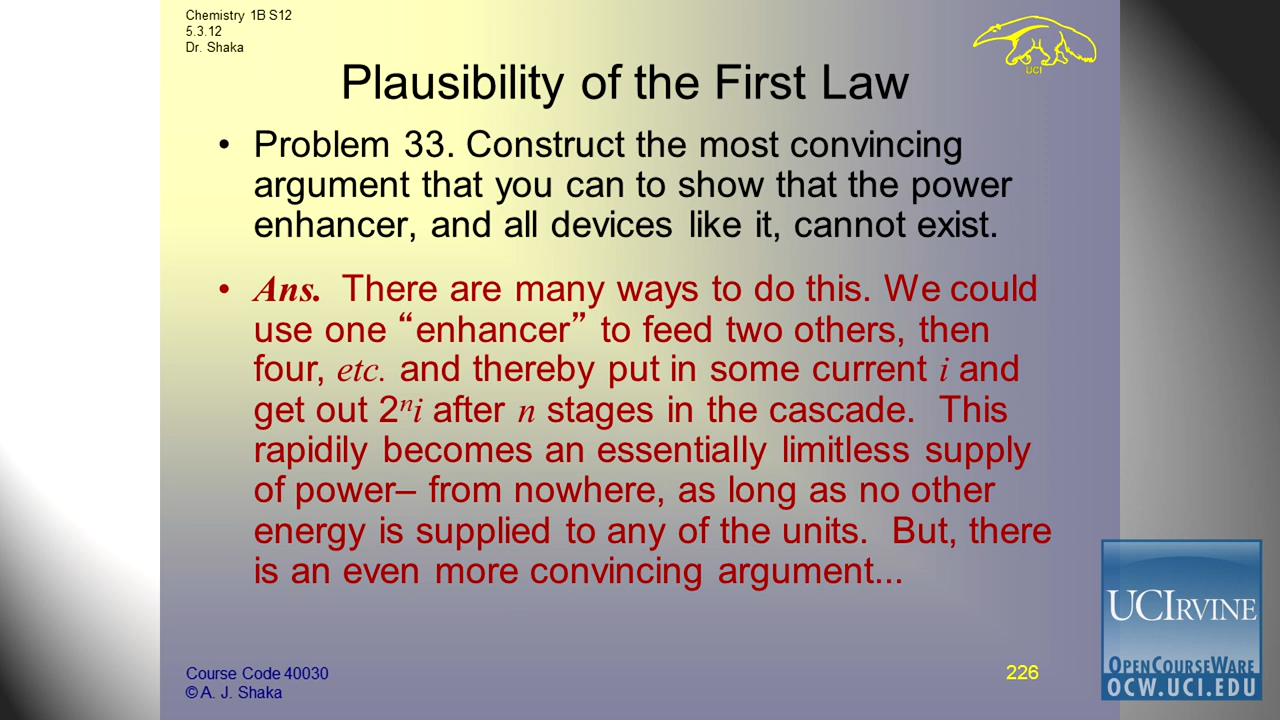 Chemistry 1B S12
5.3.12
Dr. Shaka
UCI
Plausibility of the First Law
• Problem 33. Construct the most convincing
argument that you can to show that the power
enhancer, and all devices like it, cannot exist.
• Ans. There are many ways to do this. We could
use one “enhancer” to feed two others, then
four, etc. and thereby put in some current i and
get out 2ⁿi after n stages in the cascade. This
rapidily becomes an essentially limitless supply
of power– from nowhere, as long as no other
energy is supplied to any of the units. But, there
is an even more convincing argument...
Course Code 40030
© A. J. Shaka
226
UCIRVINE
OPENCOURSEWARE
OCW.UCI.EDU